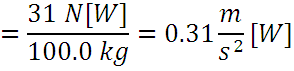 = 31 N[W] / 100.0 kg = 0.31 m/s² [W]